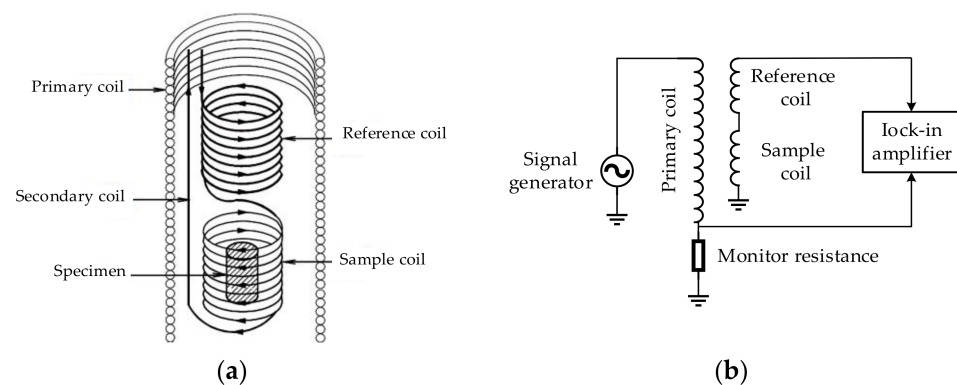 Primary coil
Reference coil
Secondary coil
Specimen
Sample coil
(a)
Signal
generator
Primary coil
Reference
coil
Sample
coil
lock-in
amplifier
Monitor resistance
(b)